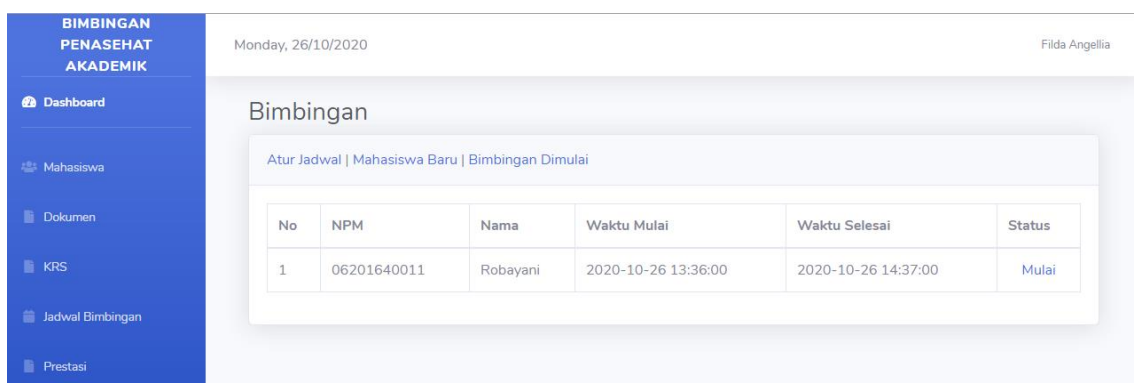 BIMBINGAN
PENASEHAT
AKADEMIK
Dashboard
Mahasiswa
Dokumen
KRS
Jadwal Bimbingan
Prestasi
Monday, 26/10/2020 Filda Angellia
Bimbingan
Atur Jadwal | Mahasiswa Baru | Bimbingan Dimulai
No NPM Nama Waktu Mulai Waktu Selesai Status
1 06201640011 Robayani 2020-10-26 13:36:00 2020-10-26 14:37:00 Mulai